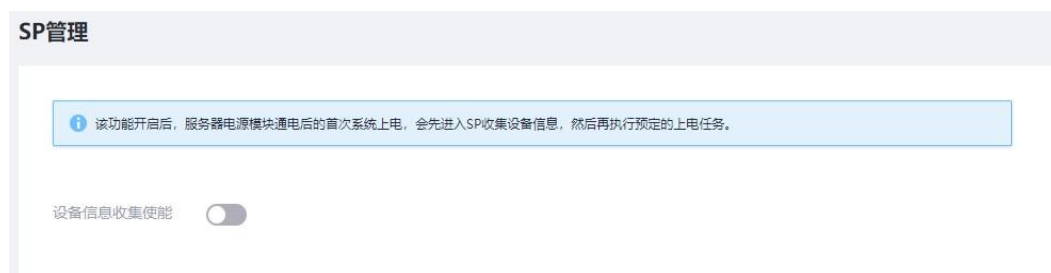 SP管理
该功能开启后，服务器电源模块通电后的首次系统上电，会先进入SP收集设备信息，然后再执行预定的上电任务。
设备信息收集使能